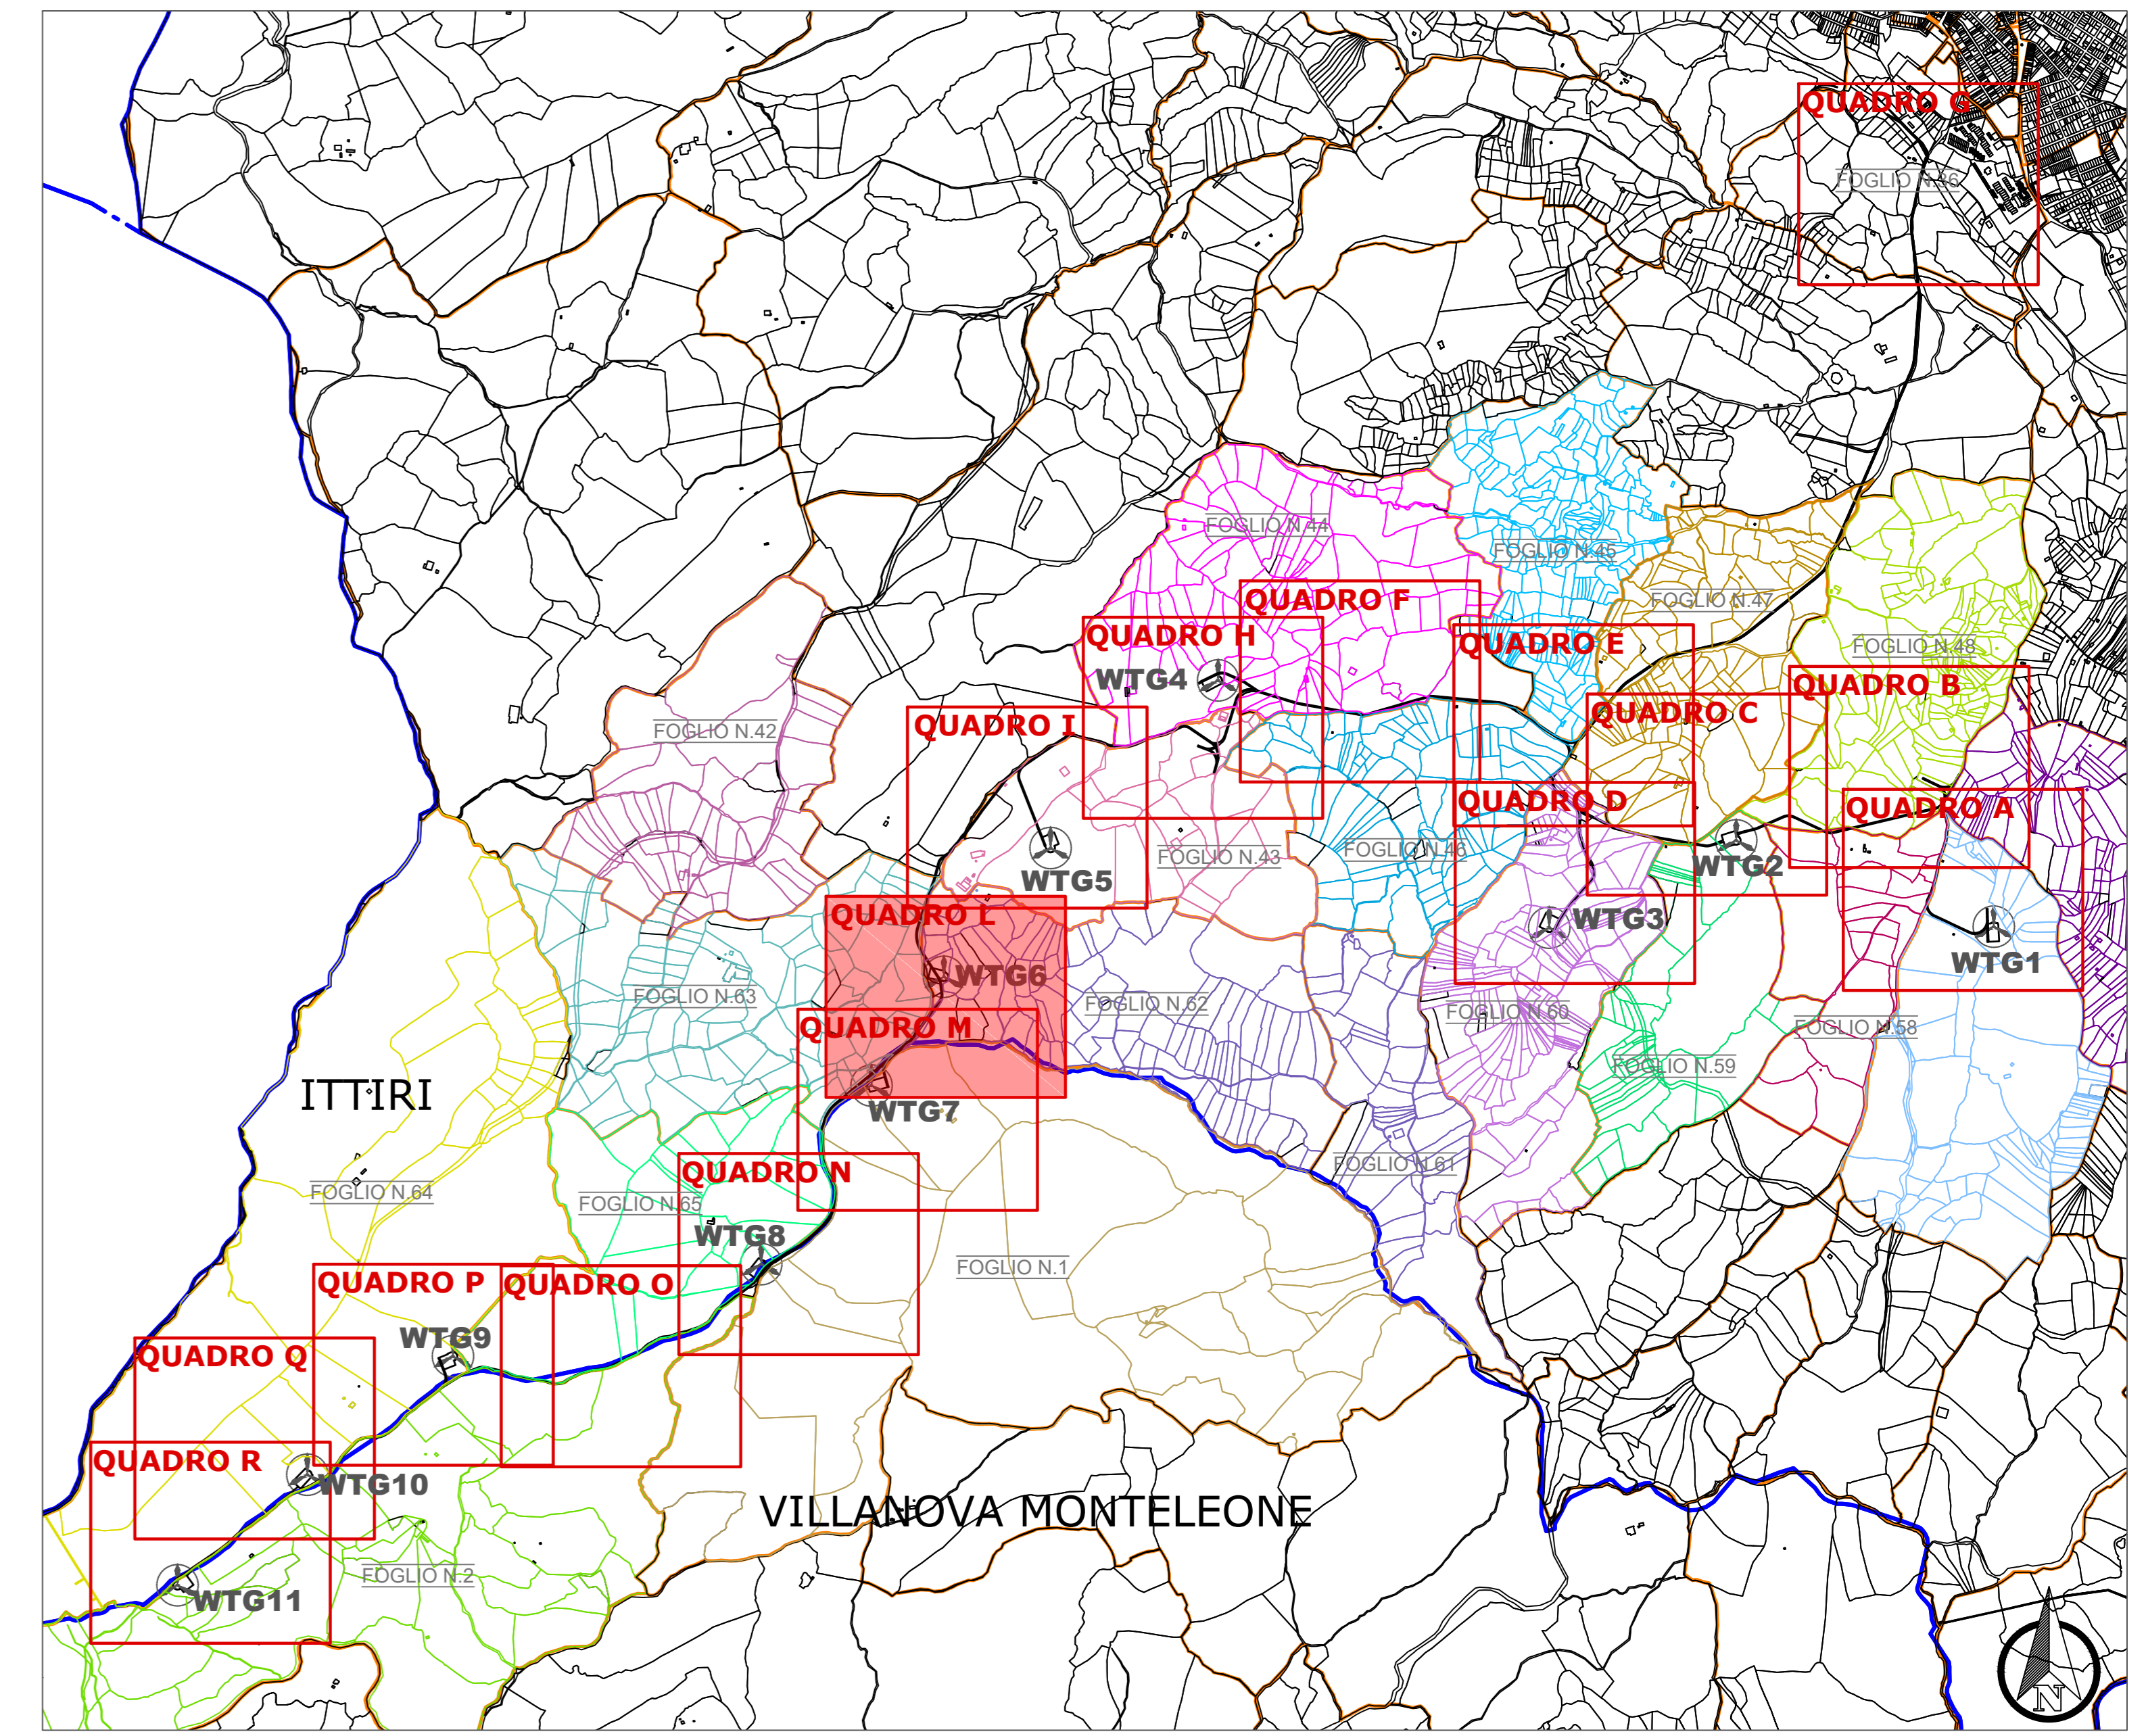 QUADRO G
FOGLIO N.36
FOGLIO N.44
FOGLIO N.45
QUADRO F
FOGLIO N.47
QUADRO H
QUADRO E
FOGLIO N.48
WTG4
QUADRO B
QUADRO I
FOGLIO N.42
QUADRO C
QUADRO D
QUADRO A
FOGLIO N.43
FOGLIO N.46
WTG2
WTG5
QUADRO L
WTG3
WTG6
WTG1
FOGLIO N.63
FOGLIO N.62
FOGLIO N.60
QUADRO M
FOGLIO N.58
FOGLIO N.59
ITTIRI
WTG7
QUADRO N
FOGLIO N.61
FOGLIO N.64
FOGLIO N.65
WTG8
FOGLIO N.1
QUADRO P
QUADRO O
WTG9
QUADRO Q
QUADRO R
WTG10
VILLANOVA MONTELEONE
FOGLIO N.2
WTG11
N